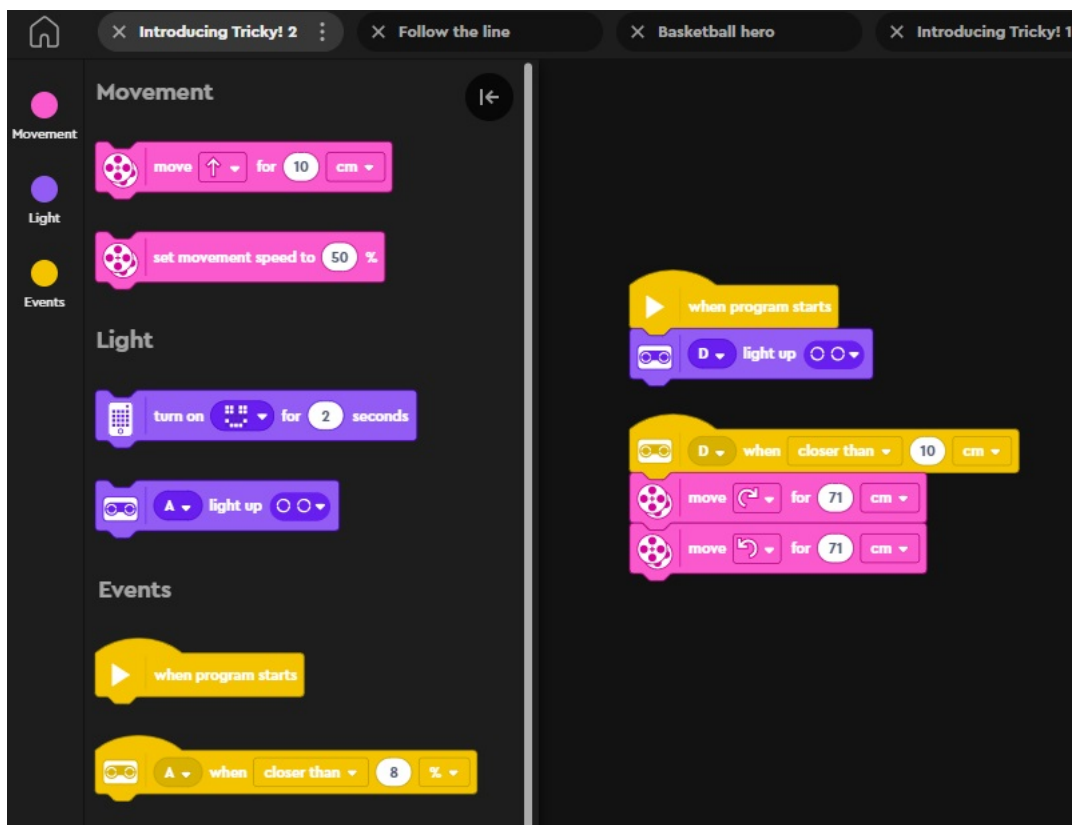 Introducing Tricky! 2
Follow the line
Basketball hero
Introducing Tricky! 1
Movement
Light
Events
Movement
move for 10 cm
set movement speed to 50 %
Light
turn on for 2 seconds
A light up
Events
when program starts
A when closer than 8 %
when program starts
D light up
D when closer than 10 cm
move for 71 cm
move for 71 cm